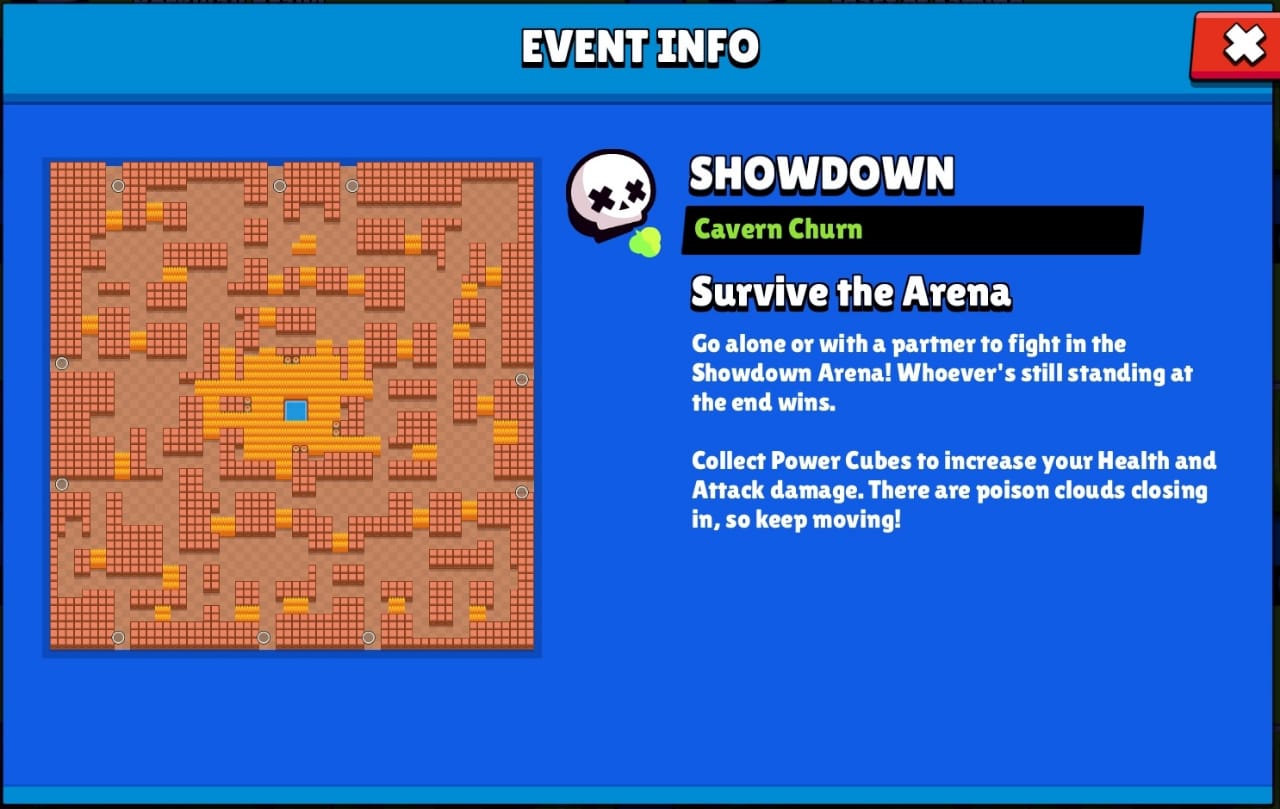 EVENT INFO
SHOWDOWN
Cavern Churn
Survive the Arena
Go alone or with a partner to fight in the
Showdown Arena! Whoever's still standing at
the end wins.
Collect Power Cubes to increase your Health and
Attack damage. There are poison clouds closing
in, so keep moving!